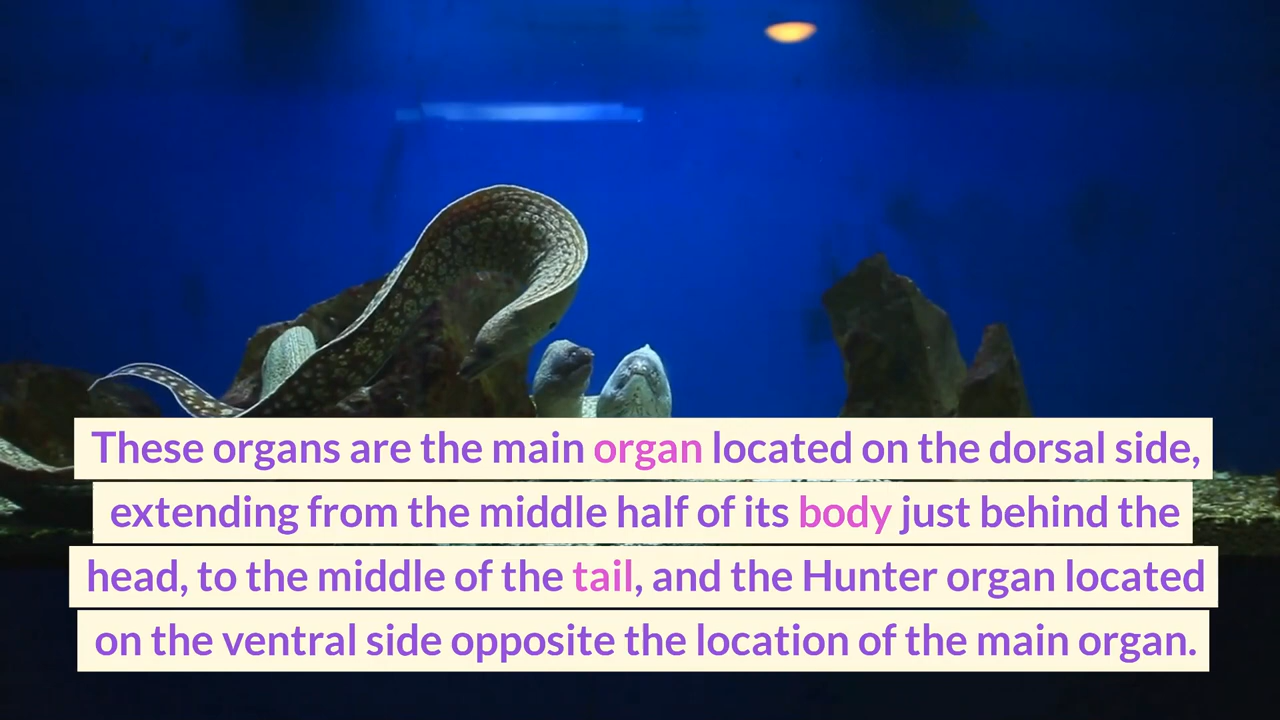 These organs are the main organ located on the dorsal side,
extending from the middle half of its body just behind the
head, to the middle of the tail, and the Hunter organ located
on the ventral side opposite the location of the main organ.